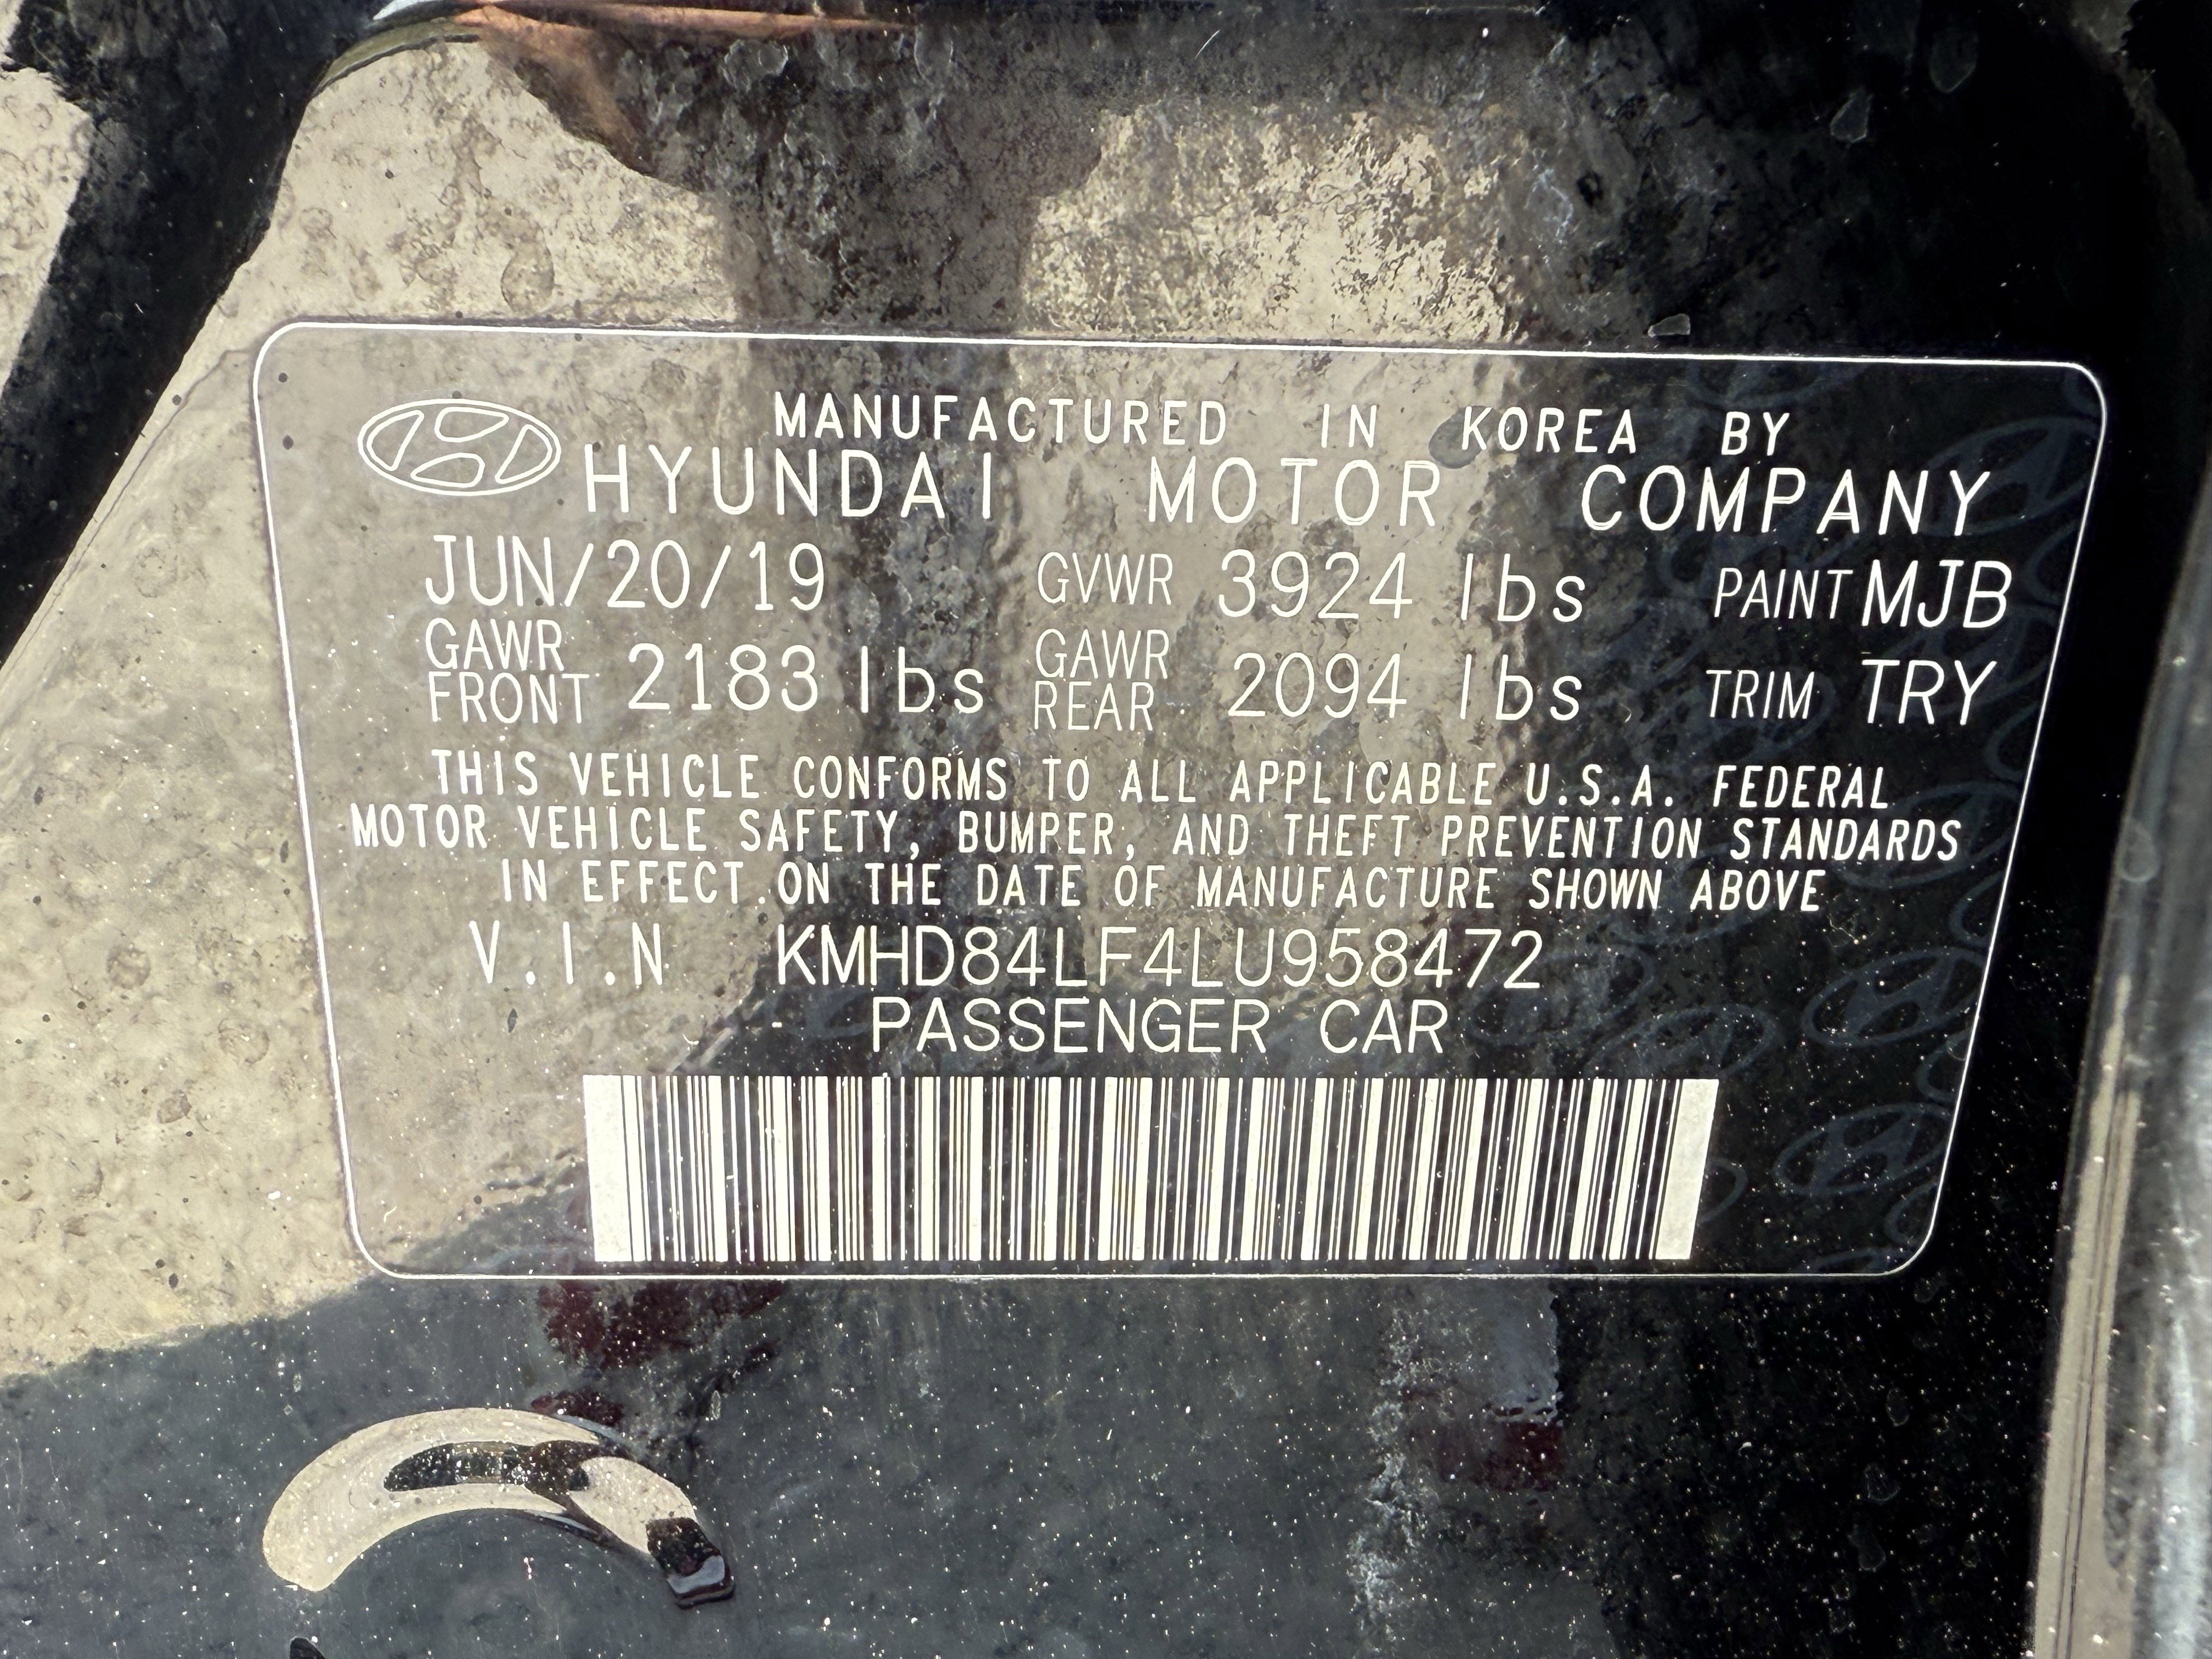 MANUFACTURED IN KOREA BY
HYUNDAI MOTOR COMPANY
JUN/20/19 GVWR 3924 lbs PAINT MJB
GAWR FRONT 2183 lbs GAWR REAR 2094 lbs TRIM TRY
THIS VEHICLE CONFORMS TO ALL APPLICABLE U.S.A. FEDERAL
MOTOR VEHICLE SAFETY, BUMPER, AND THEFT PREVENTION STANDARDS
IN EFFECT ON THE DATE OF MANUFACTURE SHOWN ABOVE
V.I.N KMHD84LF4LU958472
PASSENGER CAR